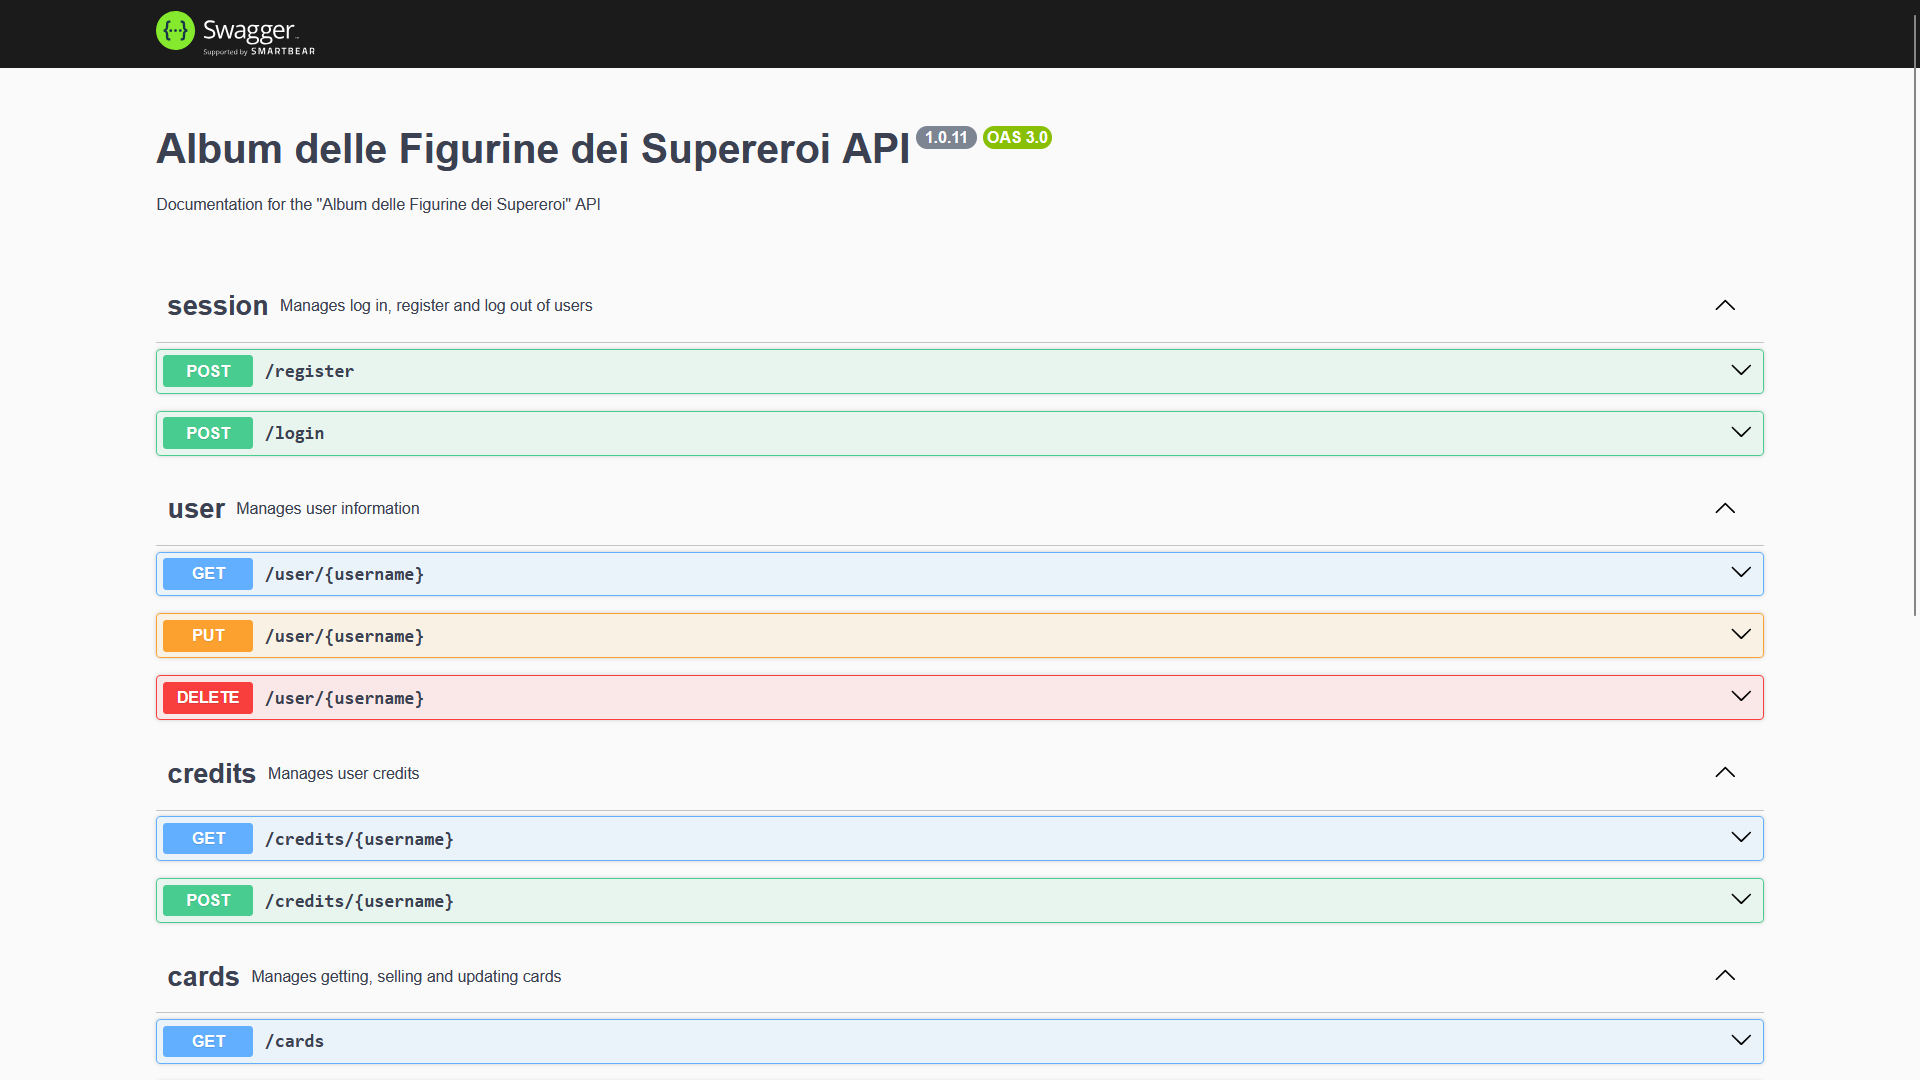 Swagger
Supported by SMARTBEAR
Album delle Figurine dei Supereroi API 1.0.11 OAS 3.0
Documentation for the "Album delle Figurine dei Supereroi" API
session Manages log in, register and log out of users
POST /register
POST /login
user Manages user information
GET /user/{username}
PUT /user/{username}
DELETE /user/{username}
credits Manages user credits
GET /credits/{username}
POST /credits/{username}
cards Manages getting, selling and updating cards
GET /cards